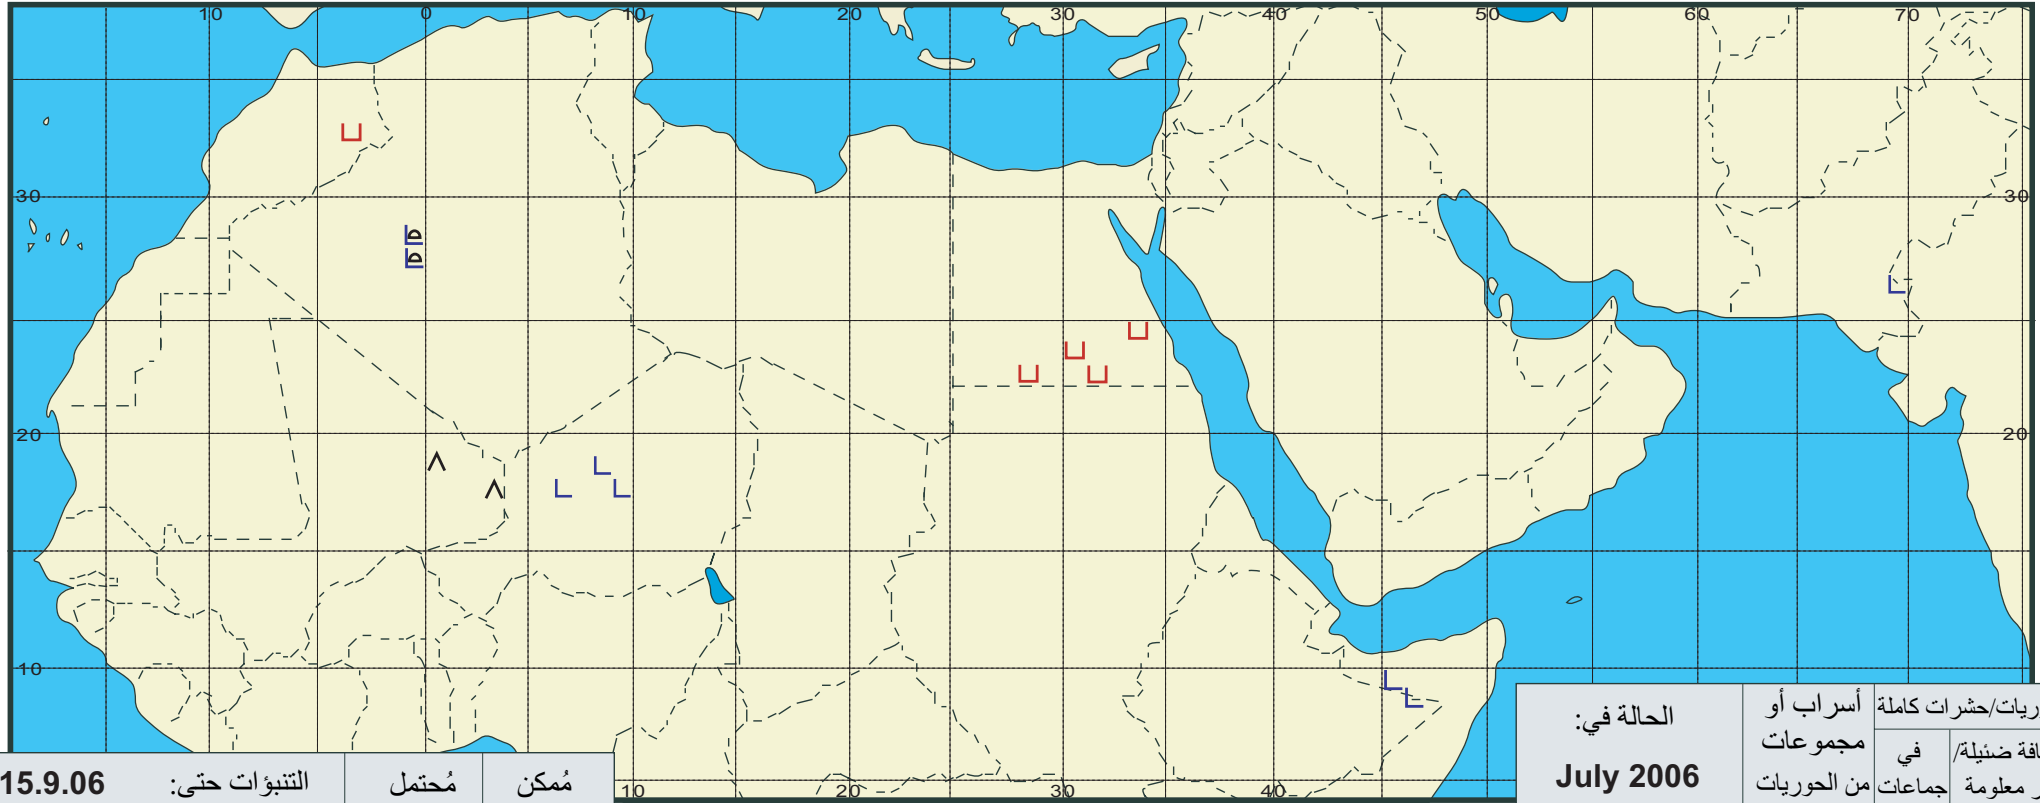 10 0 10 20 30 40 50 60 70
30 30
20 20
10
الحالة في:
July 2006
أسراب أو
مجموعات
من الحوريات
كاملة
ضئيلة/
معلومة
في
جماعات
15.9.06
التنبؤات حتى:
مُحتمل
مُمكن
10 20 30 40